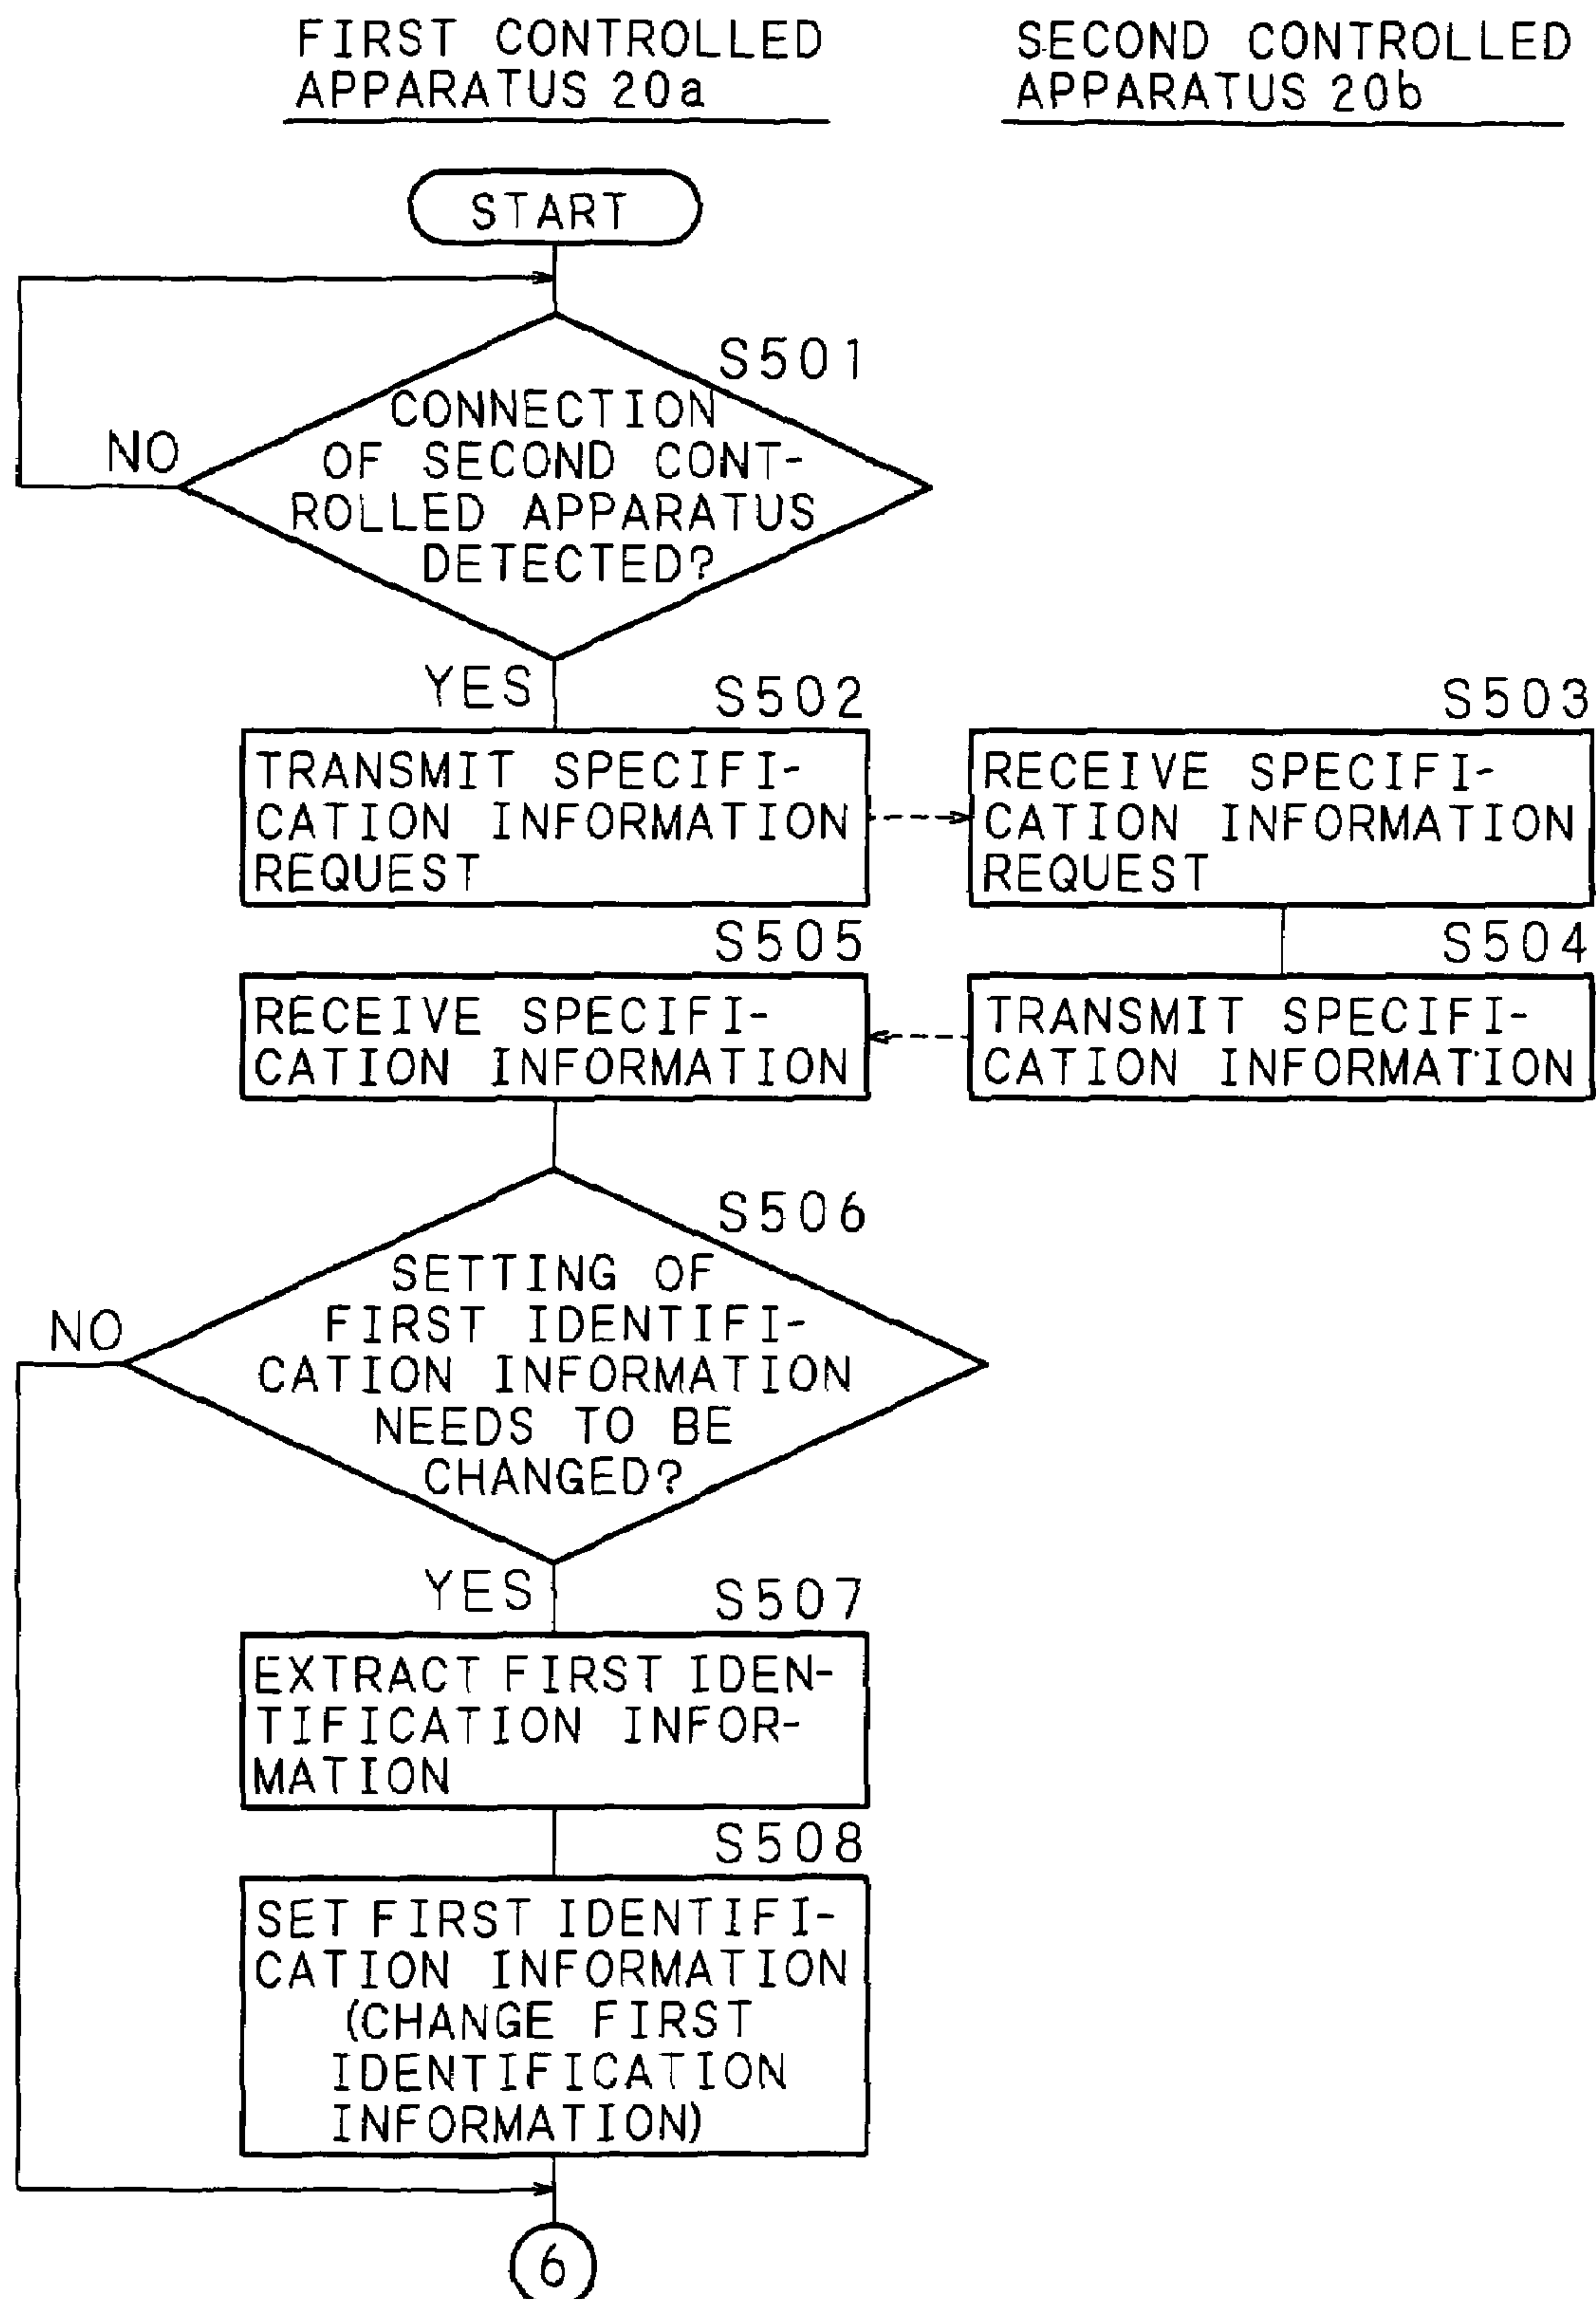 FIRST CONTROLLED
APPARATUS 20a
SECOND CONTROLLED
APPARATUS 20b
START
S501
CONNECTION
OF SECOND CONT-
ROLLED APPARATUS
DETECTED?
NO
YES
S502
TRANSMIT SPECIFI-
CATION INFORMATION
REQUEST
S503
RECEIVE SPECIFI-
CATION INFORMATION
REQUEST
S505
RECEIVE SPECIFI-
CATION INFORMATION
S504
TRANSMIT SPECIFI-
CATION INFORMATION
S506
SETTING OF
FIRST IDENTIFI-
CATION INFORMATION
NEEDS TO BE
CHANGED?
NO
YES
S507
EXTRACT FIRST IDEN-
TIFICATION INFOR-
MATION
S508
SET FIRST IDENTIFI-
CATION INFORMATION
(CHANGE FIRST
IDENTIFICATION
INFORMATION)
6